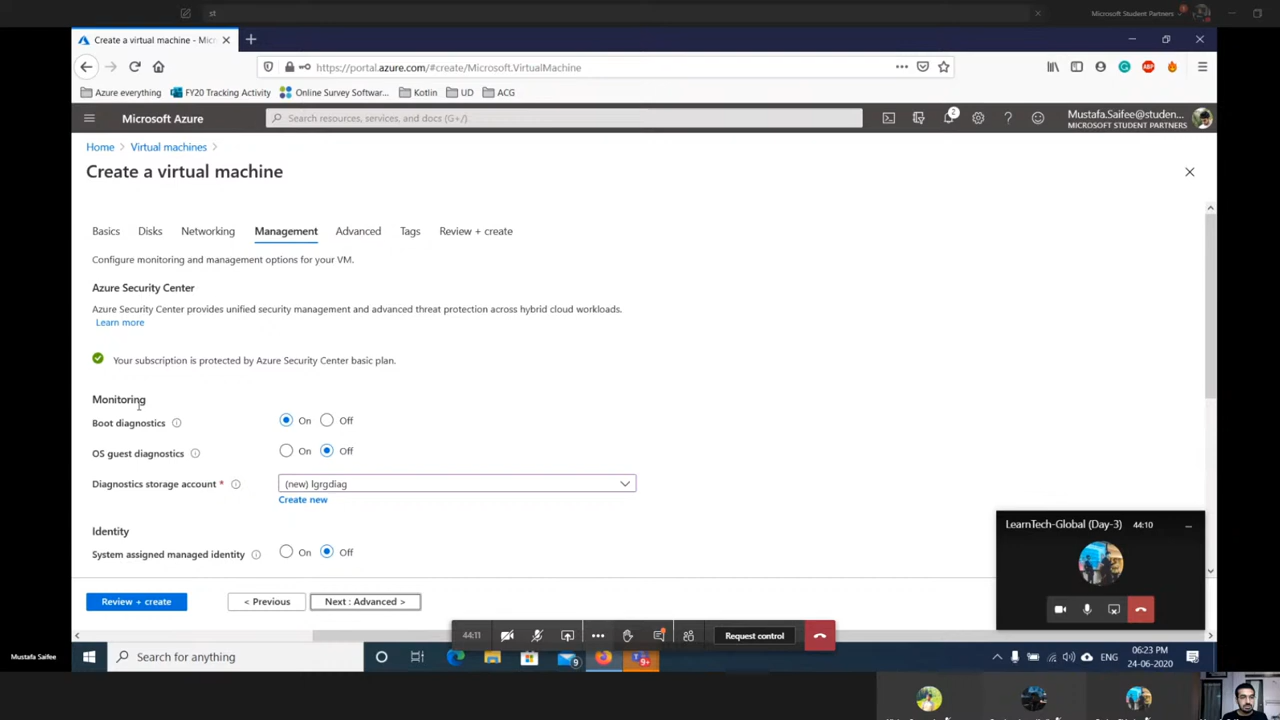 st
Microsoft Student Partners
Create a virtual machine - Micr
https://portal.azure.com/#create/Microsoft.VirtualMachine
Azure everything
FY20 Tracking Activity
Online Survey Softwar...
Kotlin
UD
ACG
Microsoft Azure
Search resources, services, and docs (G+/)
2
Mustafa.Saifee@studen...
MICROSOFT STUDENT PARTNERS
Home > Virtual machines >
Create a virtual machine
Basics Disks Networking Management Advanced Tags Review + create
Configure monitoring and management options for your VM.
Azure Security Center
Azure Security Center provides unified security management and advanced threat protection across hybrid cloud workloads.
Learn more
Your subscription is protected by Azure Security Center basic plan.
Monitoring
Boot diagnostics On Off
OS guest diagnostics On Off
Diagnostics storage account * (new) lgrgdiag
Create new
Identity
System assigned managed identity On Off
Review + create < Previous Next : Advanced >
LearnTech-Global (Day-3) 44:10
44:11 Request control
Mustafa Saifee
Search for anything
9
9+
ENG
06:23 PM
24-06-2020